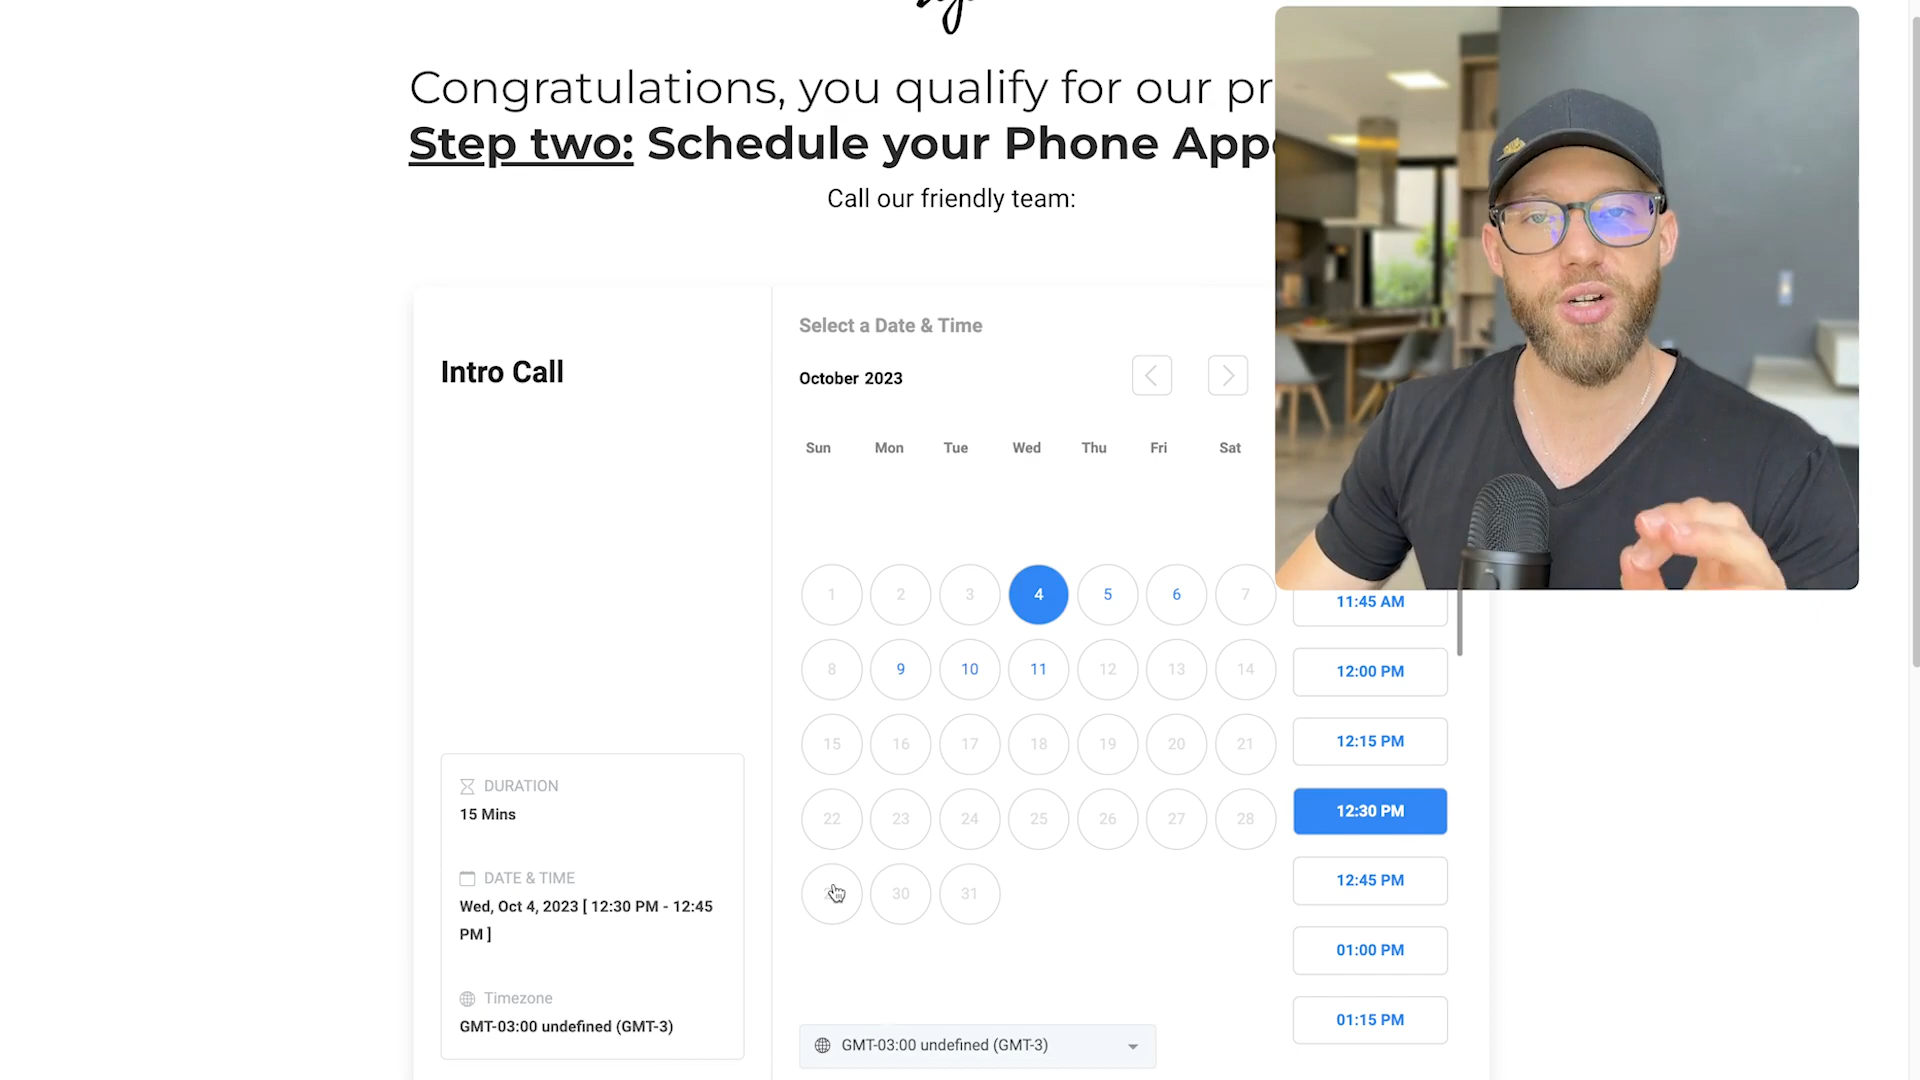 Congratulations, you qualify for our pr
Step two: Schedule your Phone App
Call our friendly team:
Intro Call
Select a Date & Time
October 2023
Sun Mon Tue Wed Thu Fri Sat
1 2 3 4 5 6 7
8 9 10 11 12 13 14
15 16 17 18 19 20 21
22 23 24 25 26 27 28
30 31
11:45 AM
12:00 PM
12:15 PM
12:30 PM
12:45 PM
01:00 PM
01:15 PM
DURATION
15 Mins
DATE & TIME
Wed, Oct 4, 2023 [ 12:30 PM - 12:45
PM ]
Timezone
GMT-03:00 undefined (GMT-3)
GMT-03:00 undefined (GMT-3)